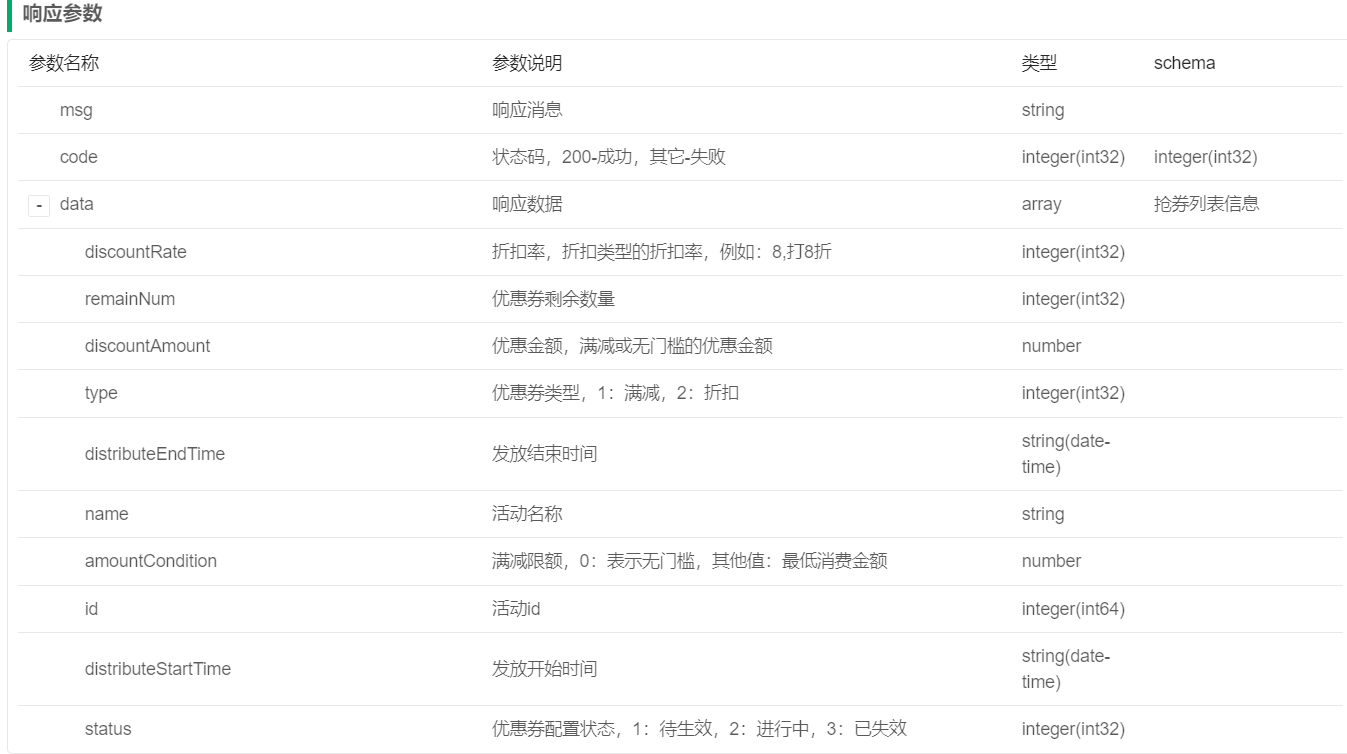 响应参数
参数名称 参数说明 类型 schema
msg 响应消息 string
code 状态码，200-成功，其它-失败 integer(int32) integer(int32)
- data 响应数据 array 抢券列表信息
discountRate 折扣率，折扣类型的折扣率，例如：8,打8折 integer(int32)
remainNum 优惠券剩余数量 integer(int32)
discountAmount 优惠金额，满减或无门槛的优惠金额 number
type 优惠券类型，1：满减，2：折扣 integer(int32)
distributeEndTime 发放结束时间 string(date-
time)
name 活动名称 string
amountCondition 满减限额，0：表示无门槛，其他值：最低消费金额 number
id 活动id integer(int64)
distributeStartTime 发放开始时间 string(date-
time)
status 优惠券配置状态，1：待生效，2：进行中，3：已失效 integer(int32)